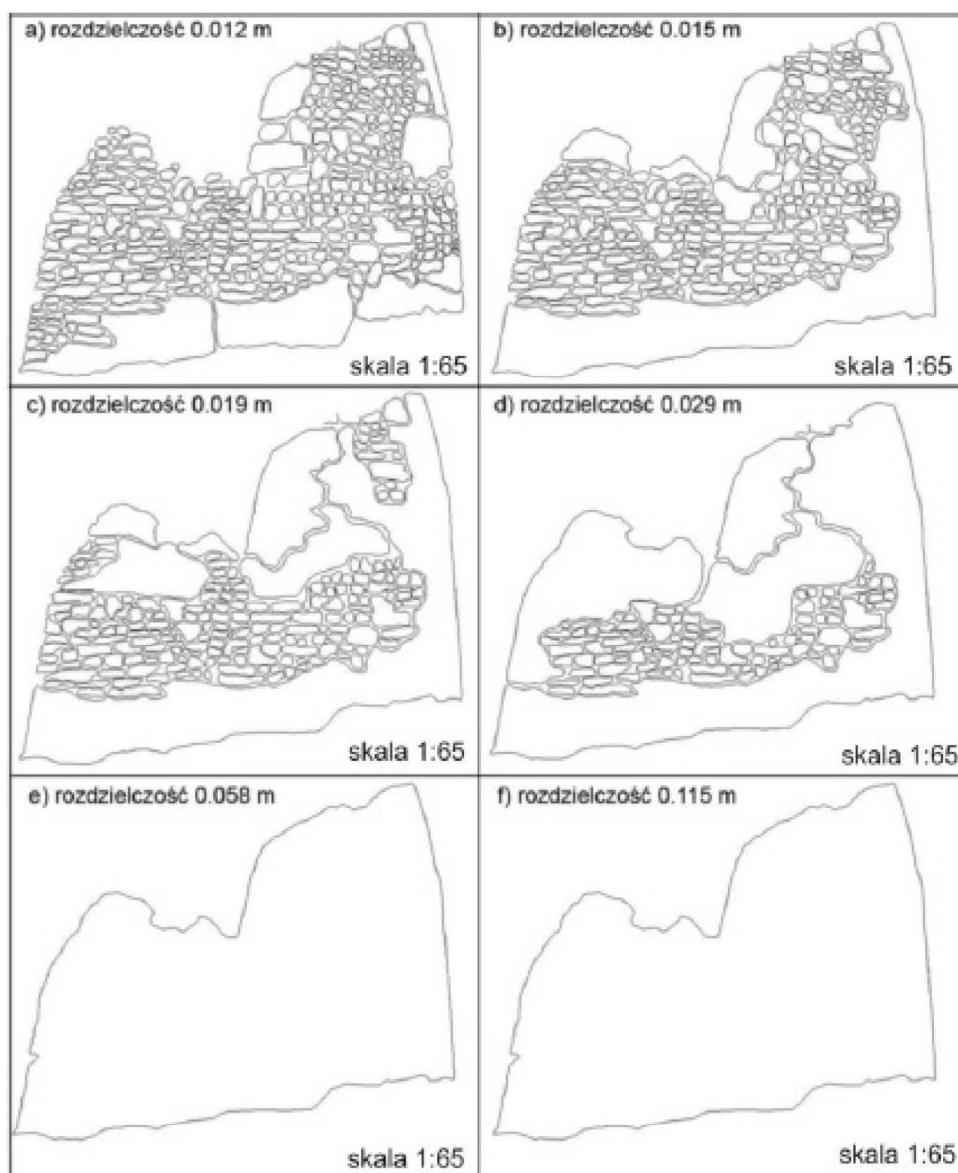 a) rozdzielczość 0.012 m
skala 1:65
b) rozdzielczość 0.015 m
skala 1:65
c) rozdzielczość 0.019 m
skala 1:65
d) rozdzielczość 0.029 m
skala 1:65
e) rozdzielczość 0.058 m
skala 1:65
f) rozdzielczość 0.115 m
skala 1:65